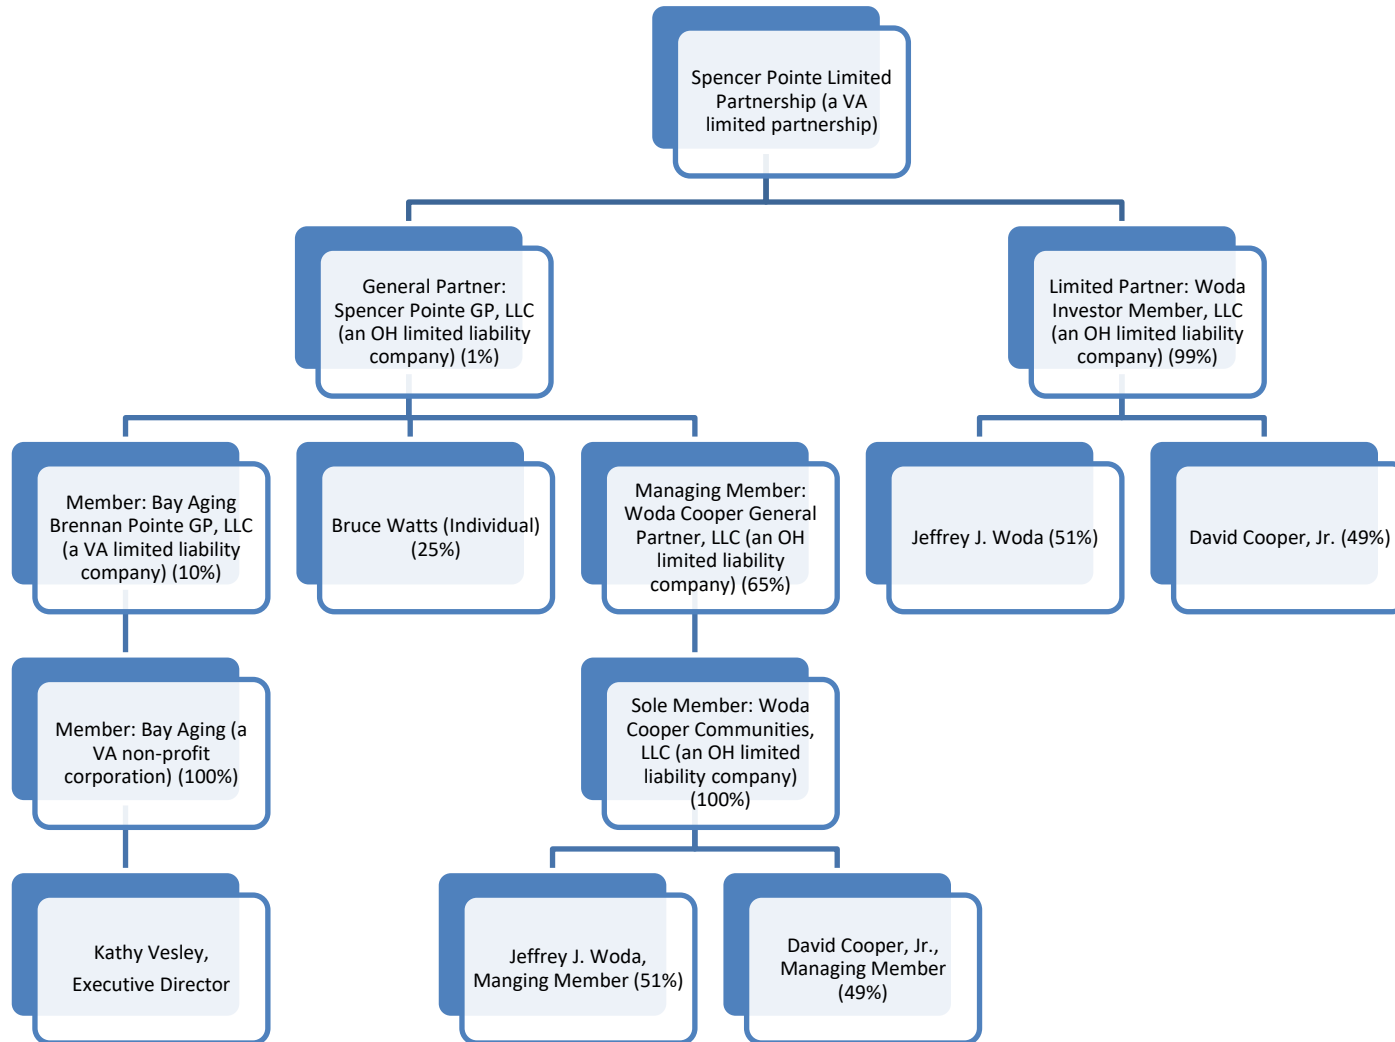 Spencer Pointe Limited
Partnership (a VA
limited partnership)
General Partner:
Spencer Pointe GP, LLC
(an OH limited liability
company) (1%)
Limited Partner: Woda
Investor Member, LLC
(an OH limited liability
company) (99%)
Member: Bay Aging
Brennan Pointe GP, LLC
(a VA limited liability
company) (10%)
Bruce Watts (Individual)
(25%)
Managing Member:
Woda Cooper General
Partner, LLC (an OH
limited liability
company) (65%)
Jeffrey J. Woda (51%)
David Cooper, Jr. (49%)
Member: Bay Aging (a
VA non-profit
corporation) (100%)
Sole Member: Woda
Cooper Communities,
LLC (an OH limited
liability company)
(100%)
Kathy Vesley,
Executive Director
Jeffrey J. Woda,
Manging Member (51%)
David Cooper, Jr.,
Managing Member
(49%)